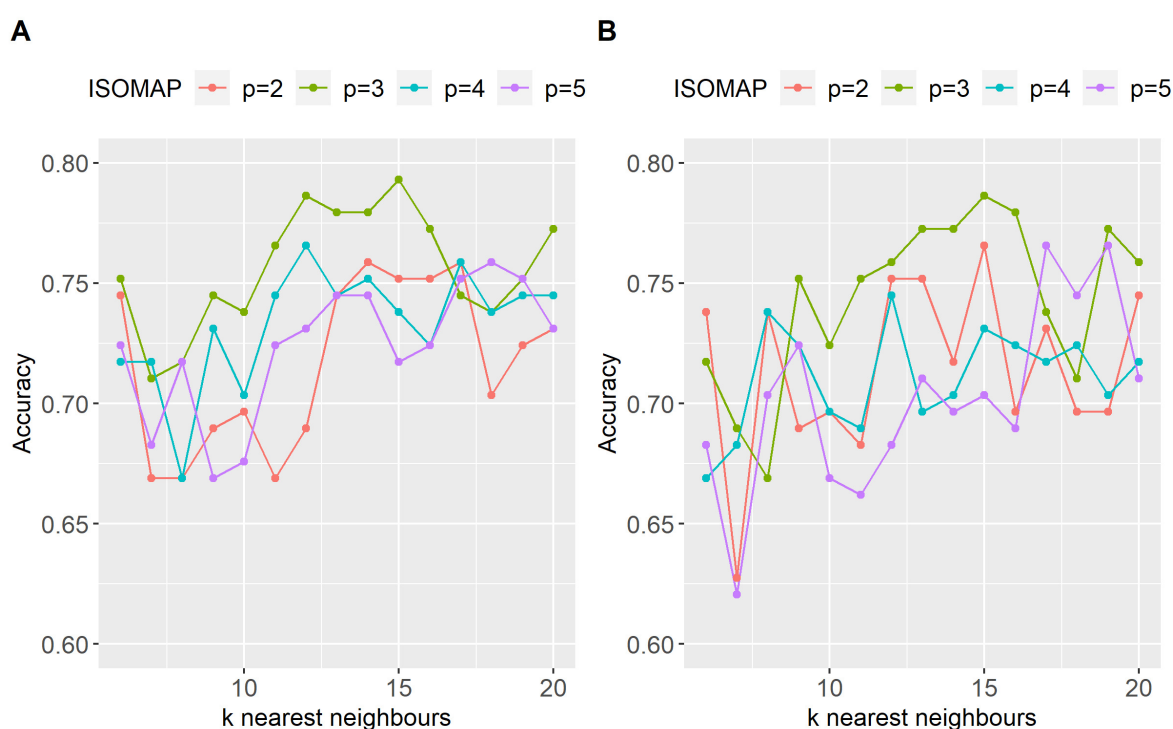 A
ISOMAP p=2 p=3 p=4 p=5
0.80
0.75
0.70
0.65
0.60
Accuracy
10 15 20
k nearest neighbours
B
ISOMAP p=2 p=3 p=4 p=5
0.80
0.75
0.70
0.65
0.60
Accuracy
10 15 20
k nearest neighbours